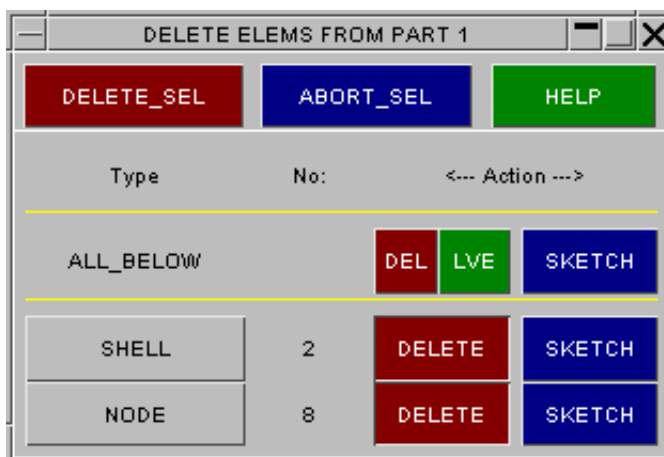 DELETE ELEMS FROM PART 1
DELETE_SEL ABORT_SEL HELP
Type No: <--- Action --->
ALL_BELOW DEL LVE SKETCH
SHELL 2 DELETE SKETCH
NODE 8 DELETE SKETCH